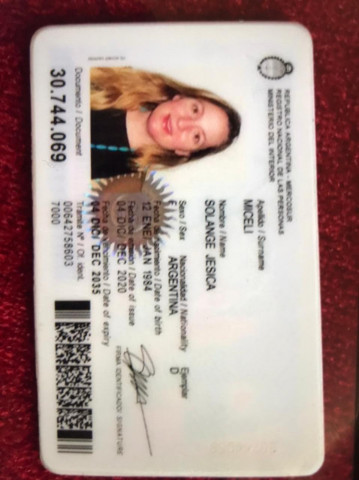 REPÚBLICA ARGENTINA - MERCOSUR
REGISTRO NACIONAL DE LAS PERSONAS
MINISTERIO DEL INTERIOR
Apellido / Surname
MICELI
Nombre / Name
SOLANGE JESICA
Sexo / Sex
Nacionalidad / Nationality
Ejemplar
F
ARGENTINA
D
Fecha de nacimiento / Date of birth
12 ENE/ JAN 1984
Fecha de emisión / Date of issue
04 DIC/ DEC 2020
Fecha de vencimiento / Date of expiry
04 DIC/ DEC 2035
Documento / Document
30.744.069
Trámite Nº / Of. ident.
00642758603
7000
FIRMA IDENTIFICADO/ SIGNATURE